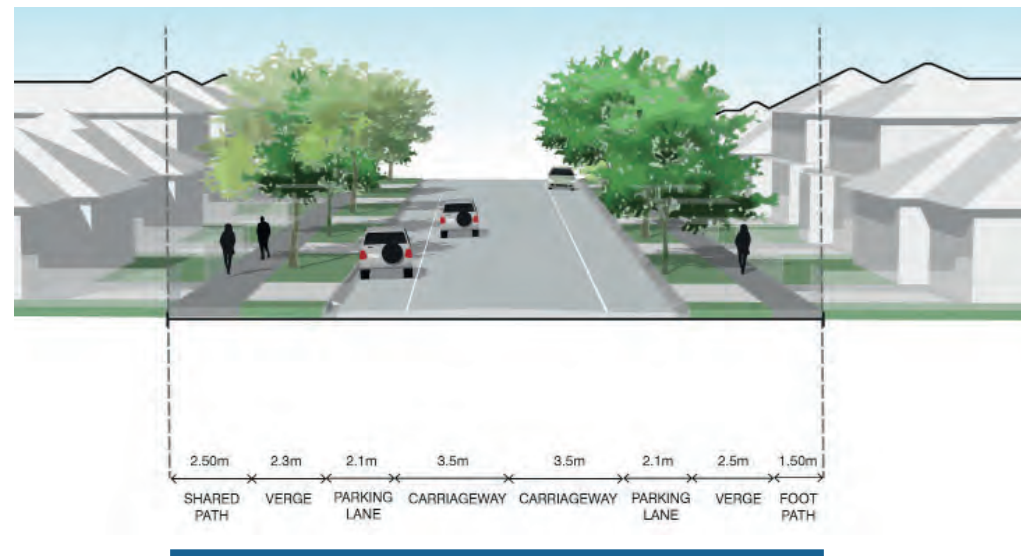 2.50m 2.3m 2.1m 3.5m 3.5m 2.1m 2.5m 1.50m
SHARED PATH VERGE PARKING LANE CARRIAGEWAY CARRIAGEWAY PARKING LANE VERGE FOOT PATH